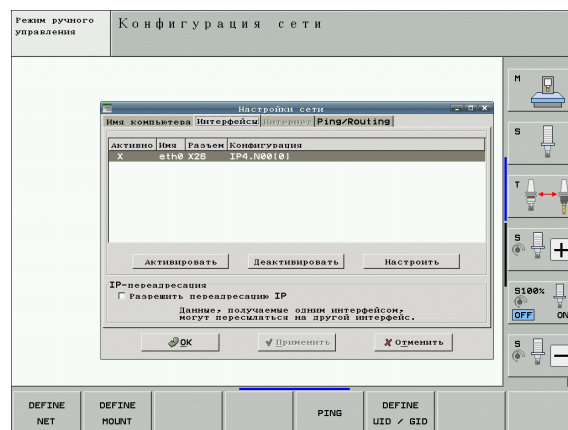 Режим ручного
управления
Конфигурация сети
Настройки сети
Имя компьютера Интерфейсы Интернет Ping/Routing
Активно Имя Разъем Конфигурация
X eth0 X26 IP4.N00[0]
Активировать Деактивировать Настроить
IP-переадресация
Разрешить переадресацию IP
Данные, получаемые одним интерфейсом,
могут пересылаться на другой интерфейс.
OK Применить Отменить
M
S
T
S
S100%
OFF ON
S
DEFINE NET
DEFINE MOUNT
PING
DEFINE UID / GID